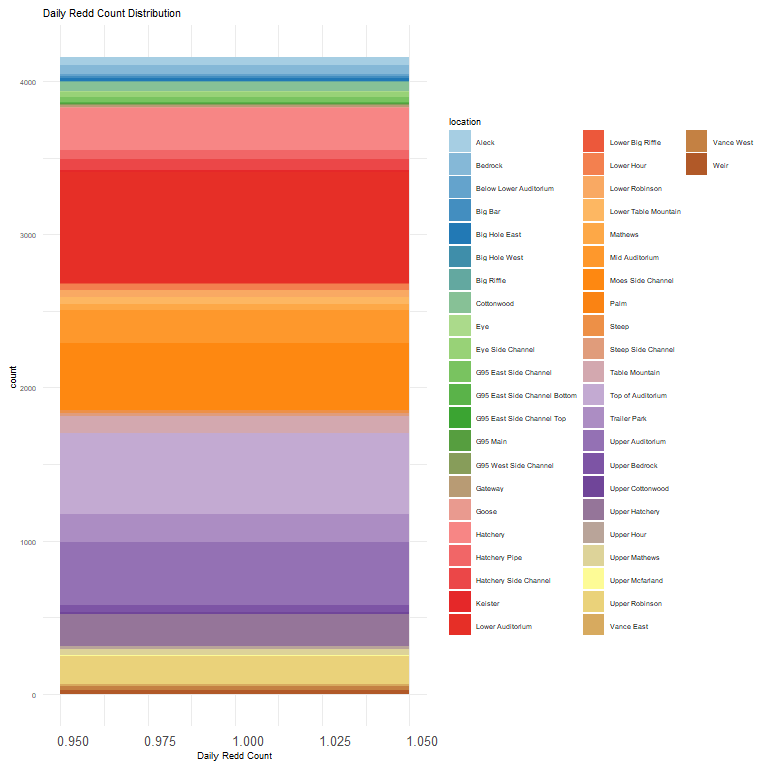 Daily Redd Count Distribution
4000
3000
2000
1000
0
count
0.950
0.975
1.000
1.025
1.050
Daily Redd Count
location
Aleck
Bedrock
Below Lower Auditorium
Big Bar
Big Hole East
Big Hole West
Big Riffle
Cottonwood
Eye
Eye Side Channel
G95 East Side Channel
G95 East Side Channel Bottom
G95 East Side Channel Top
G95 Main
G95 West Side Channel
Gateway
Goose
Hatchery
Hatchery Pipe
Hatchery Side Channel
Keister
Lower Auditorium
Lower Big Riffle
Lower Hour
Lower Robinson
Lower Table Mountain
Mathews
Mid Auditorium
Moes Side Channel
Palm
Steep
Steep Side Channel
Table Mountain
Top of Auditorium
Trailer Park
Upper Auditorium
Upper Bedrock
Upper Cottonwood
Upper Hatchery
Upper Hour
Upper Mathews
Upper Mcfarland
Upper Robinson
Vance East
Vance West
Weir